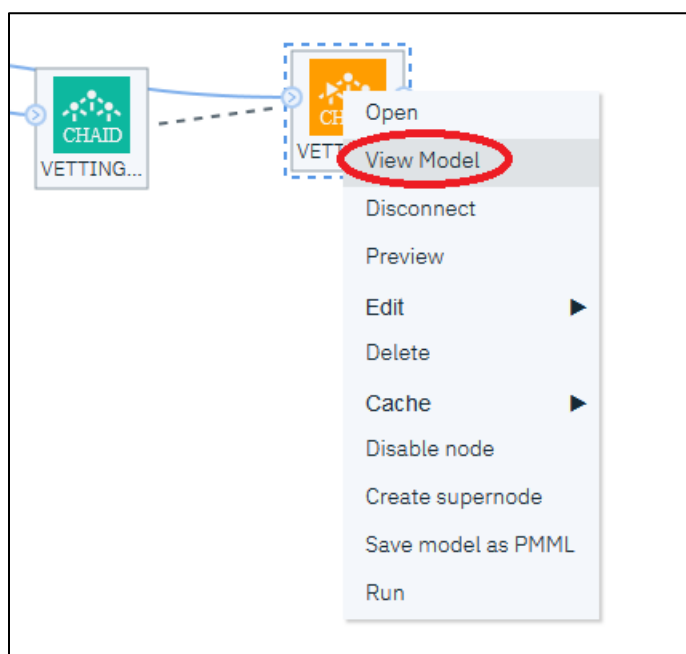 CHAID
VETTING...
CH
VETT
Open
View Model
Disconnect
Preview
Edit
Delete
Cache
Disable node
Create supernode
Save model as PMML
Run